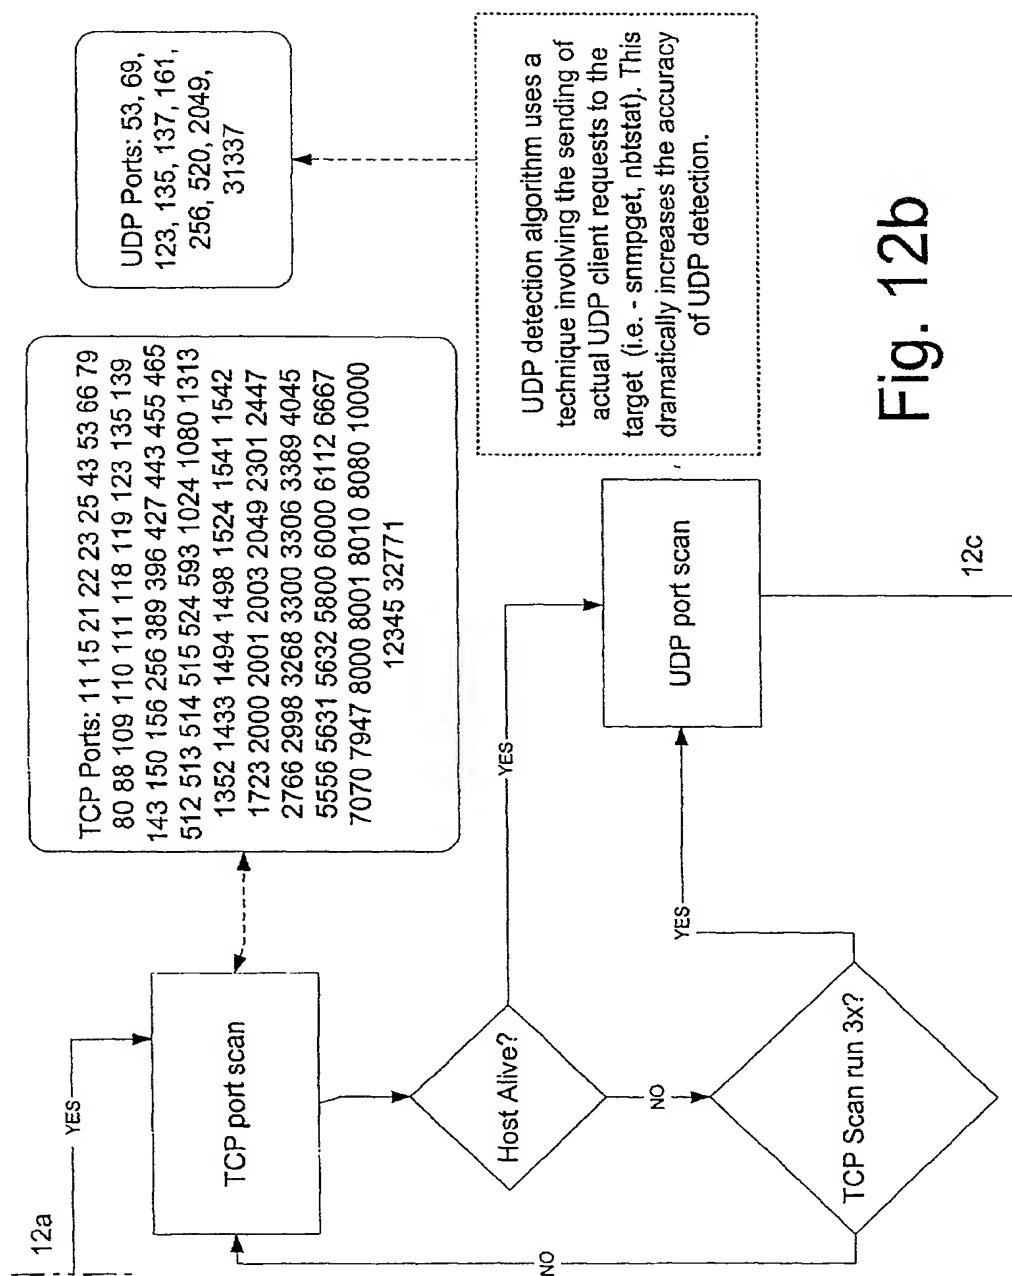 12a
YES
TCP port scan
TCP Ports: 11 15 21 22 23 25 43 53 66 79
80 88 109 110 111 118 119 123 135 139
143 150 156 256 389 396 427 443 455 465
512 513 514 515 524 593 1024 1080 1313
1352 1433 1494 1498 1524 1541 1542
1723 2000 2001 2003 2049 2301 2447
2766 2998 3268 3300 3306 3389 4045
5556 5631 5632 5800 6000 6112 6667
7070 7947 8000 8001 8010 8080 10000
12345 32771
UDP Ports: 53, 69,
123, 135, 137, 161,
256, 520, 2049,
31337
Host Alive?
YES
NO
UDP detection algorithm uses a
technique involving the sending of
actual UDP client requests to the
target (i.e. - snmpget, nbtstat). This
dramatically increases the accuracy
of UDP detection.
TCP Scan run 3x?
YES
NO
UDP port scan
12c
Fig. 12b